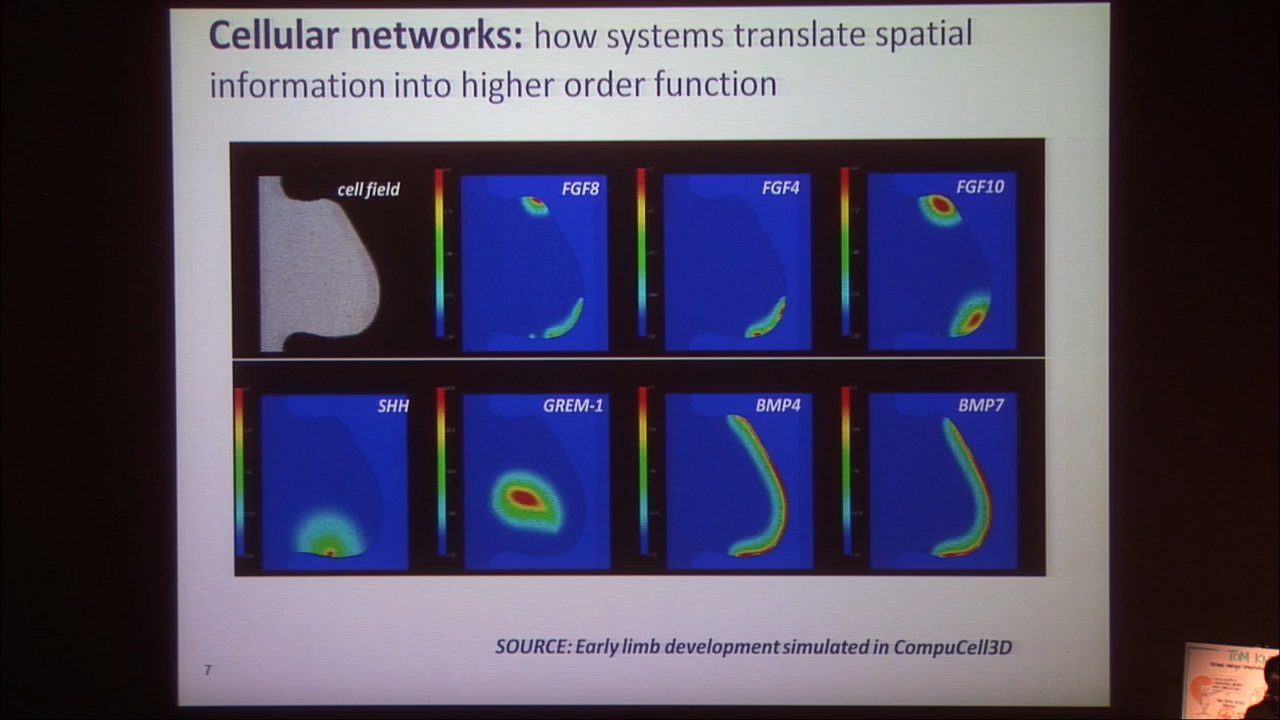 Cellular networks: how systems translate spatial
information into higher order function
cell field
FGF8
FGF4
FGF10
SHH
GREM-1
BMP4
BMP7
SOURCE: Early limb development simulated in CompuCell3D
7
TOM